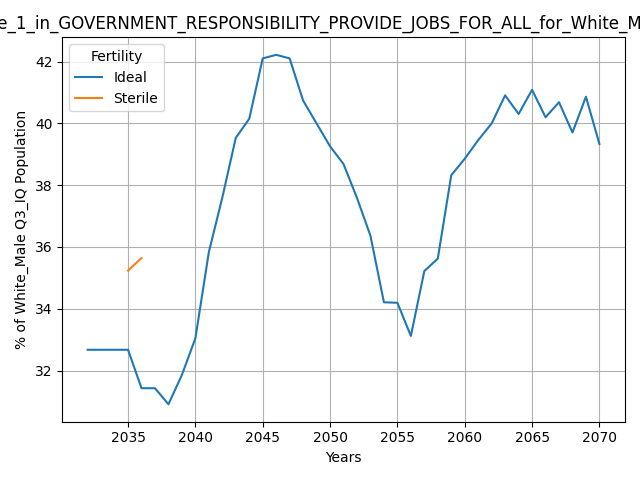 e_1_in_GOVERNMENT_RESPONSIBILITY_PROVIDE_JOBS_FOR_ALL_for_White_M
Fertility
Ideal
Sterile
% of White_Male Q3_IQ Population
42
40
38
36
34
32
2035 2040 2045 2050 2055 2060 2065 2070
Years